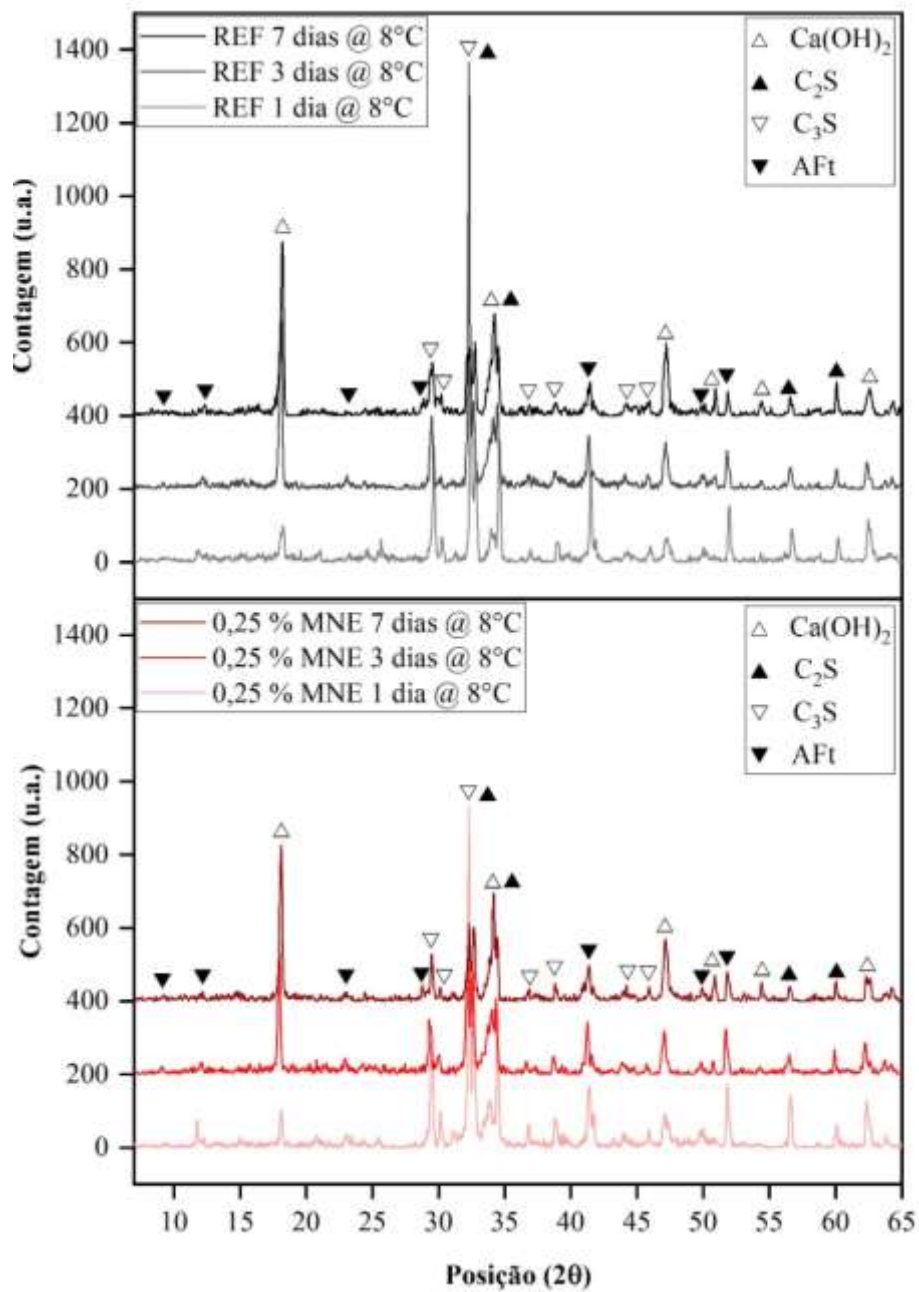 1400
1200
1000
800
600
400
200
0
Contagem (u.a.)
REF 7 dias @ 8°C
REF 3 dias @ 8°C
REF 1 dia @ 8°C
△ Ca(OH)₂
▲ C₂S
▽ C₃S
▼ AFt
1400
1200
1000
800
600
400
200
0
Contagem (u.a.)
0,25 % MNE 7 dias @ 8°C
0,25 % MNE 3 dias @ 8°C
0,25 % MNE 1 dia @ 8°C
△ Ca(OH)₂
▲ C₂S
▽ C₃S
▼ AFt
10 15 20 25 30 35 40 45 50 55 60 65
Posição (2θ)